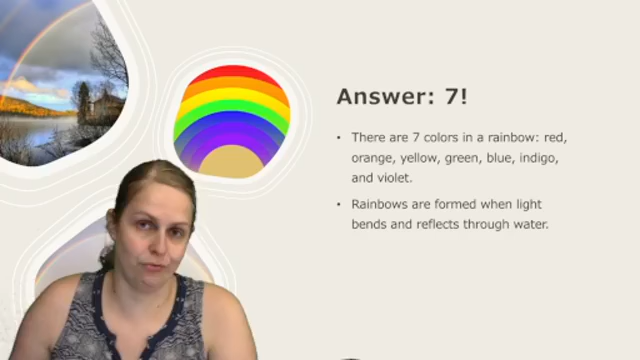 Answer: 7!
• There are 7 colors in a rainbow: red,
orange, yellow, green, blue, indigo,
and violet.
• Rainbows are formed when light
bends and reflects through water.